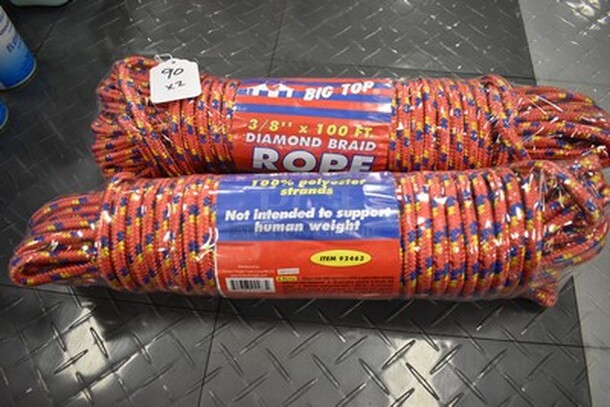 90
x2
BIG TOP
3/8" x 100 FT.
DIAMOND BRAID
ROPE
100% polyester
strands
Not intended to support
human weight
ITEM 92463